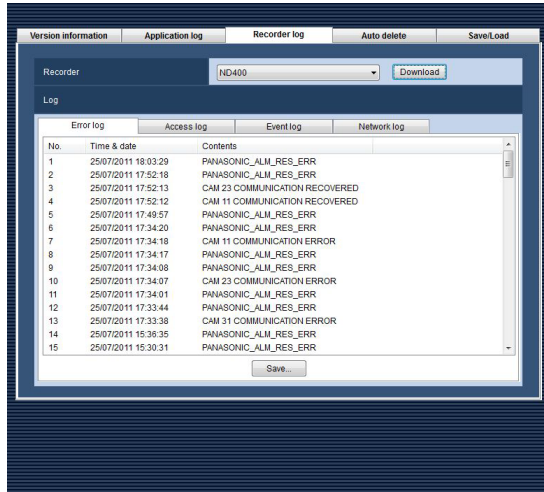 Version information Application log Recorder log Auto delete Save/Load
Recorder ND400 Download
Log
Error log Access log Event log Network log
No. Time & date Contents
1 25/07/2011 18:03:29 PANASONIC_ALM_RES_ERR
2 25/07/2011 17:52:18 PANASONIC_ALM_RES_ERR
3 25/07/2011 17:52:13 CAM 23 COMMUNICATION RECOVERED
4 25/07/2011 17:52:12 CAM 11 COMMUNICATION RECOVERED
5 25/07/2011 17:49:57 PANASONIC_ALM_RES_ERR
6 25/07/2011 17:34:20 PANASONIC_ALM_RES_ERR
7 25/07/2011 17:34:18 CAM 11 COMMUNICATION ERROR
8 25/07/2011 17:34:17 PANASONIC_ALM_RES_ERR
9 25/07/2011 17:34:08 PANASONIC_ALM_RES_ERR
10 25/07/2011 17:34:07 CAM 23 COMMUNICATION ERROR
11 25/07/2011 17:34:01 PANASONIC_ALM_RES_ERR
12 25/07/2011 17:33:44 PANASONIC_ALM_RES_ERR
13 25/07/2011 17:33:38 CAM 31 COMMUNICATION ERROR
14 25/07/2011 15:36:35 PANASONIC_ALM_RES_ERR
15 25/07/2011 15:30:31 PANASONIC_ALM_RES_ERR
Save...